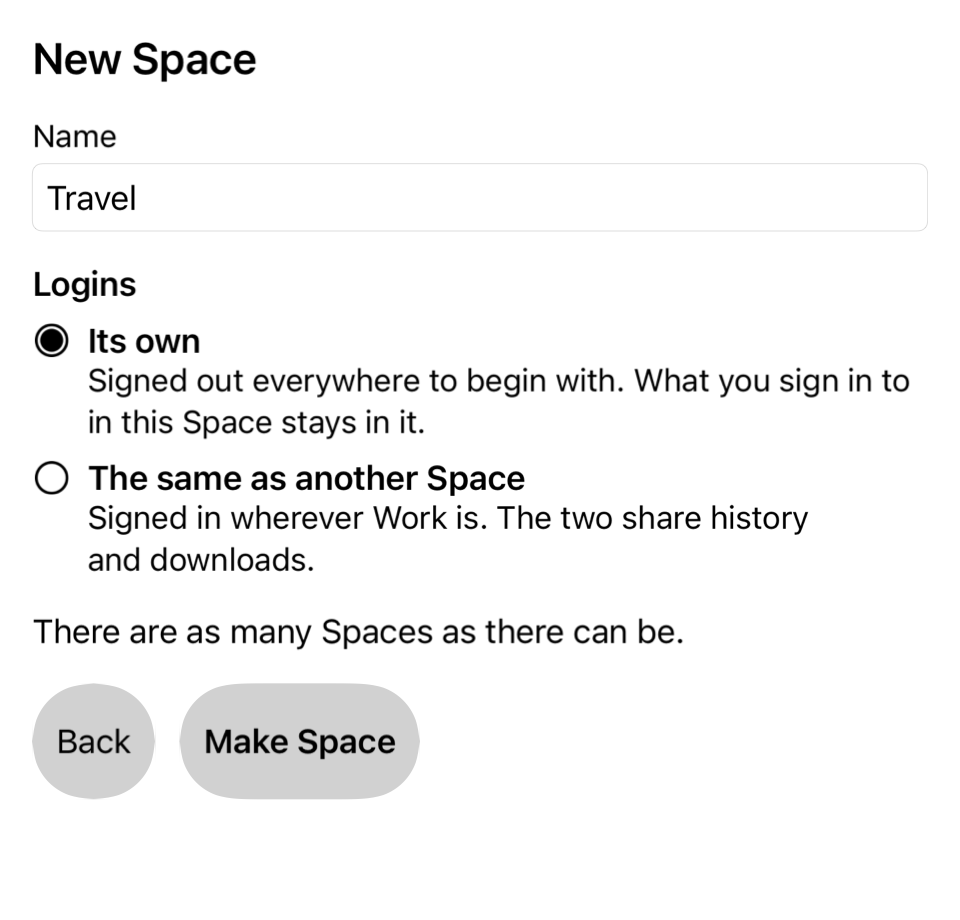 New Space
Name
Travel
Logins
Its own
Signed out everywhere to begin with. What you sign in to
in this Space stays in it.
The same as another Space
Signed in wherever Work is. The two share history
and downloads.
There are as many Spaces as there can be.
Back
Make Space